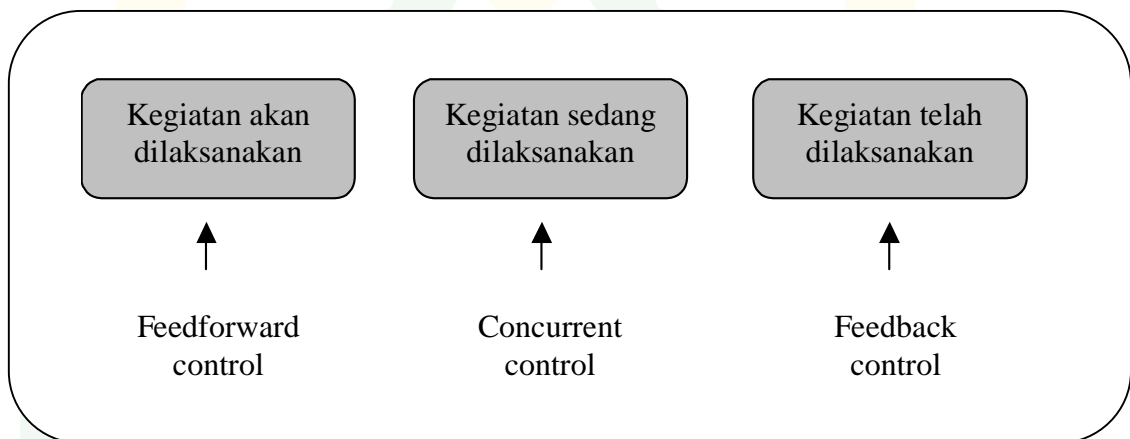 Kegiatan akan
dilaksanakan
Kegiatan sedang
dilaksanakan
Kegiatan telah
dilaksanakan
Feedforward
control
Concurrent
control
Feedback
control